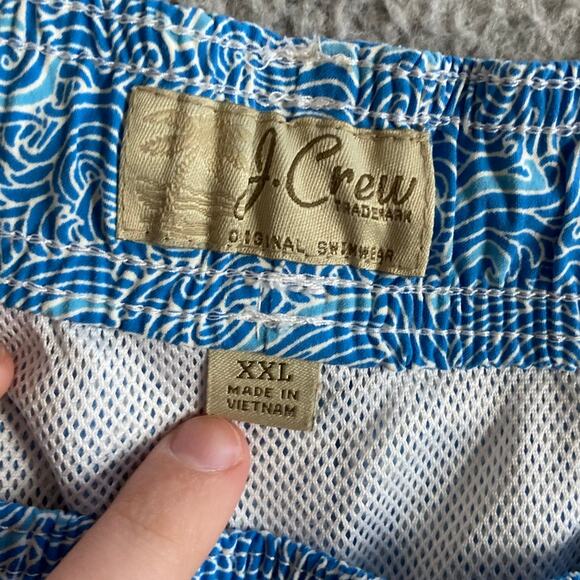 J.Crew
TRADEMARK
ORIGINAL SWIMWEAR
XXL
MADE IN
VIETNAM